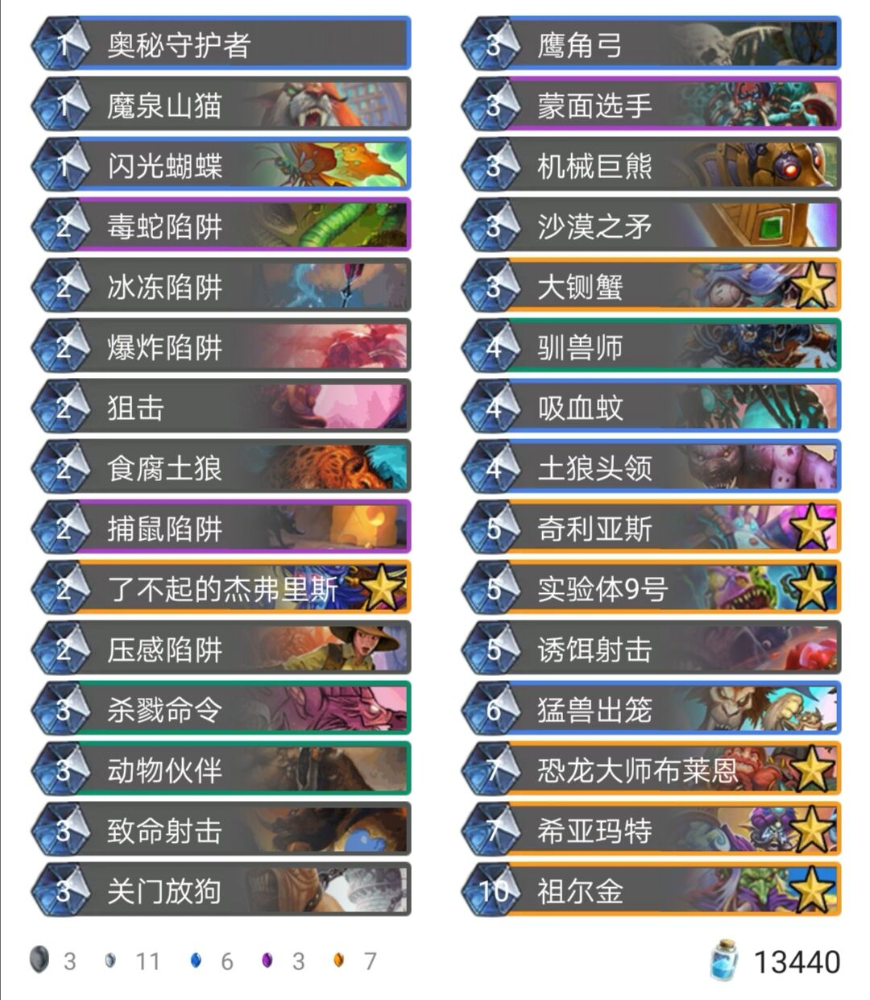 1 奥秘守护者
1 魔泉山猫
1 闪光蝴蝶
2 毒蛇陷阱
2 冰冻陷阱
2 爆炸陷阱
2 狙击
2 食腐土狼
2 捕鼠陷阱
2 了不起的杰弗里斯
2 压感陷阱
3 杀戮命令
3 动物伙伴
3 致命射击
3 关门放狗
3 鹰角弓
3 蒙面选手
3 机械巨熊
3 沙漠之矛
3 大铡蟹
4 驯兽师
4 吸血蚊
4 土狼头领
5 奇利亚斯
5 实验体9号
5 诱饵射击
6 猛兽出笼
7 恐龙大师布莱恩
7 希亚玛特
10 祖尔金
3 11 6 3 7
13440